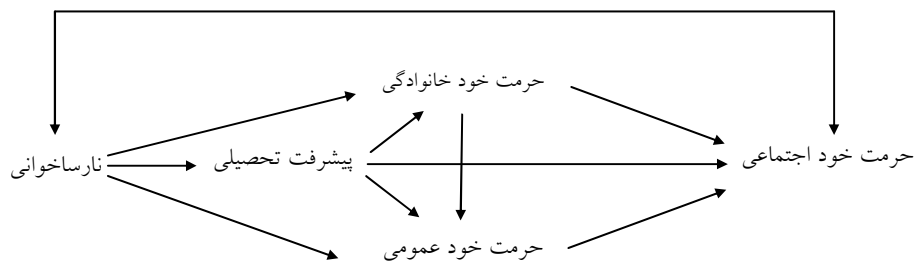 حرمت خود خانوادگی
نارساخوانی
پیشرفت تحصیلی
حرمت خود اجتماعی
حرمت خود عمومی